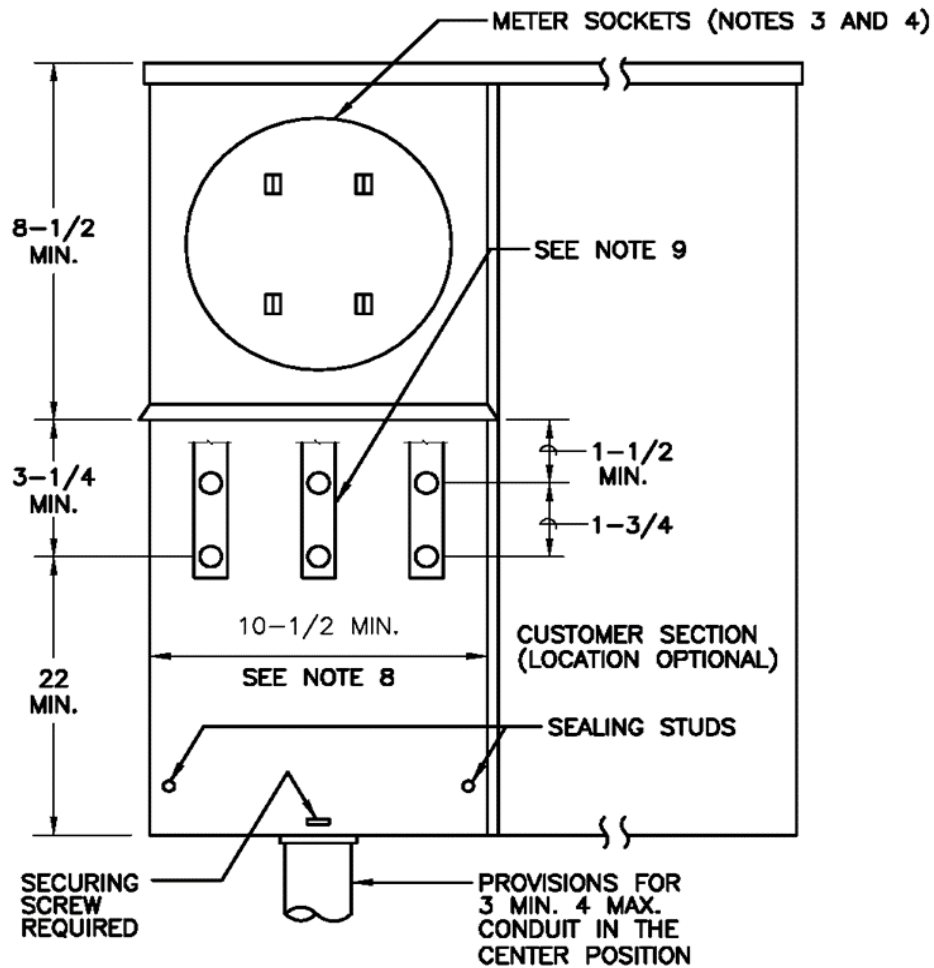 METER SOCKETS (NOTES 3 AND 4)
8-1/2
MIN.
SEE NOTE 9
3-1/4
MIN.
1-1/2
MIN.
1-3/4
10-1/2 MIN.
SEE NOTE 8
CUSTOMER SECTION
(LOCATION OPTIONAL)
22
MIN.
SEALING STUDS
SECURING
SCREW
REQUIRED
PROVISIONS FOR
3 MIN. 4 MAX.
CONDUIT IN THE
CENTER POSITION